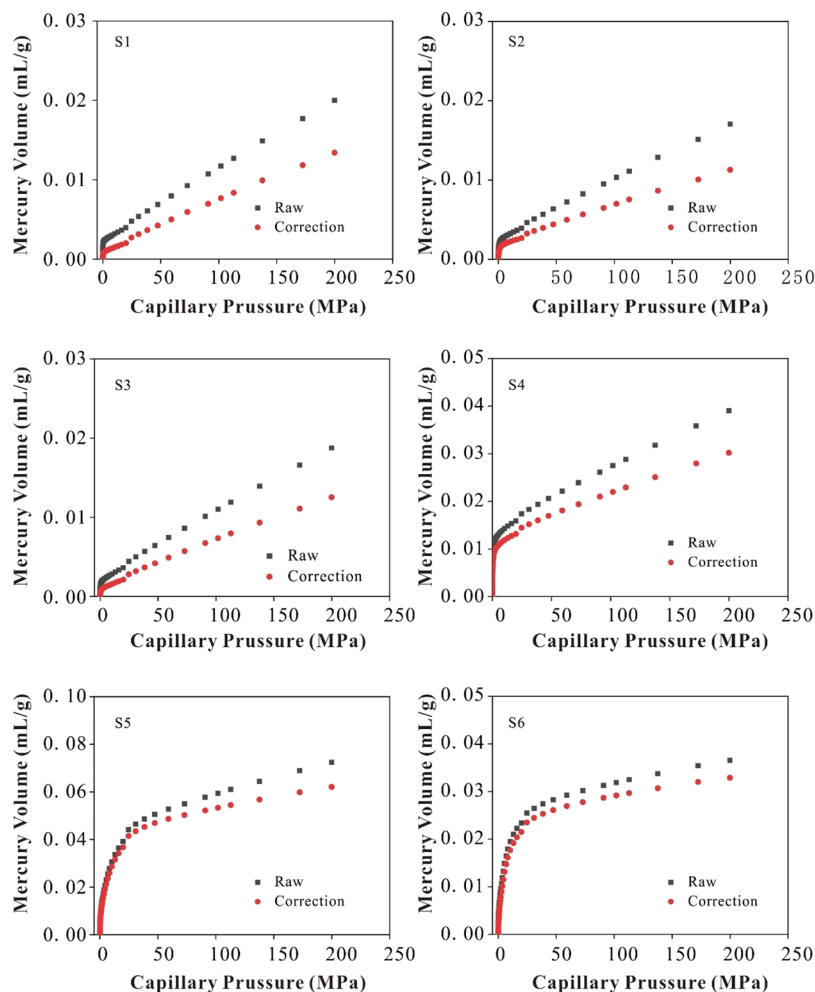 0. 03
S1
0. 02
0. 01
0. 00
Mercury Volume (mL/g)
Raw
Correction
0
50
100
150
200
250
Capillary Prussure (MPa)
0. 03
S2
0. 02
0. 01
0. 00
Mercury Volume (mL/g)
Raw
Correction
0
50
100
150
200
250
Capillary Prussure (MPa)
0. 03
S3
0. 02
0. 01
0. 00
Mercury Volume (mL/g)
Raw
Correction
0
50
100
150
200
250
Capillary Prussure (MPa)
0. 05
S4
0. 04
0. 03
0. 02
0. 01
0. 00
Mercury Volume (mL/g)
Raw
Correction
0
50
100
150
200
250
Capillary Prussure (MPa)
0. 10
S5
0. 08
0. 06
0. 04
0. 02
0. 00
Mercury Volume (mL/g)
Raw
Correction
0
50
100
150
200
250
Capillary Prussure (MPa)
0. 05
S6
0. 04
0. 03
0. 02
0. 01
0. 00
Mercury Volume (mL/g)
Raw
Correction
0
50
100
150
200
250
Capillary Prussure (MPa)